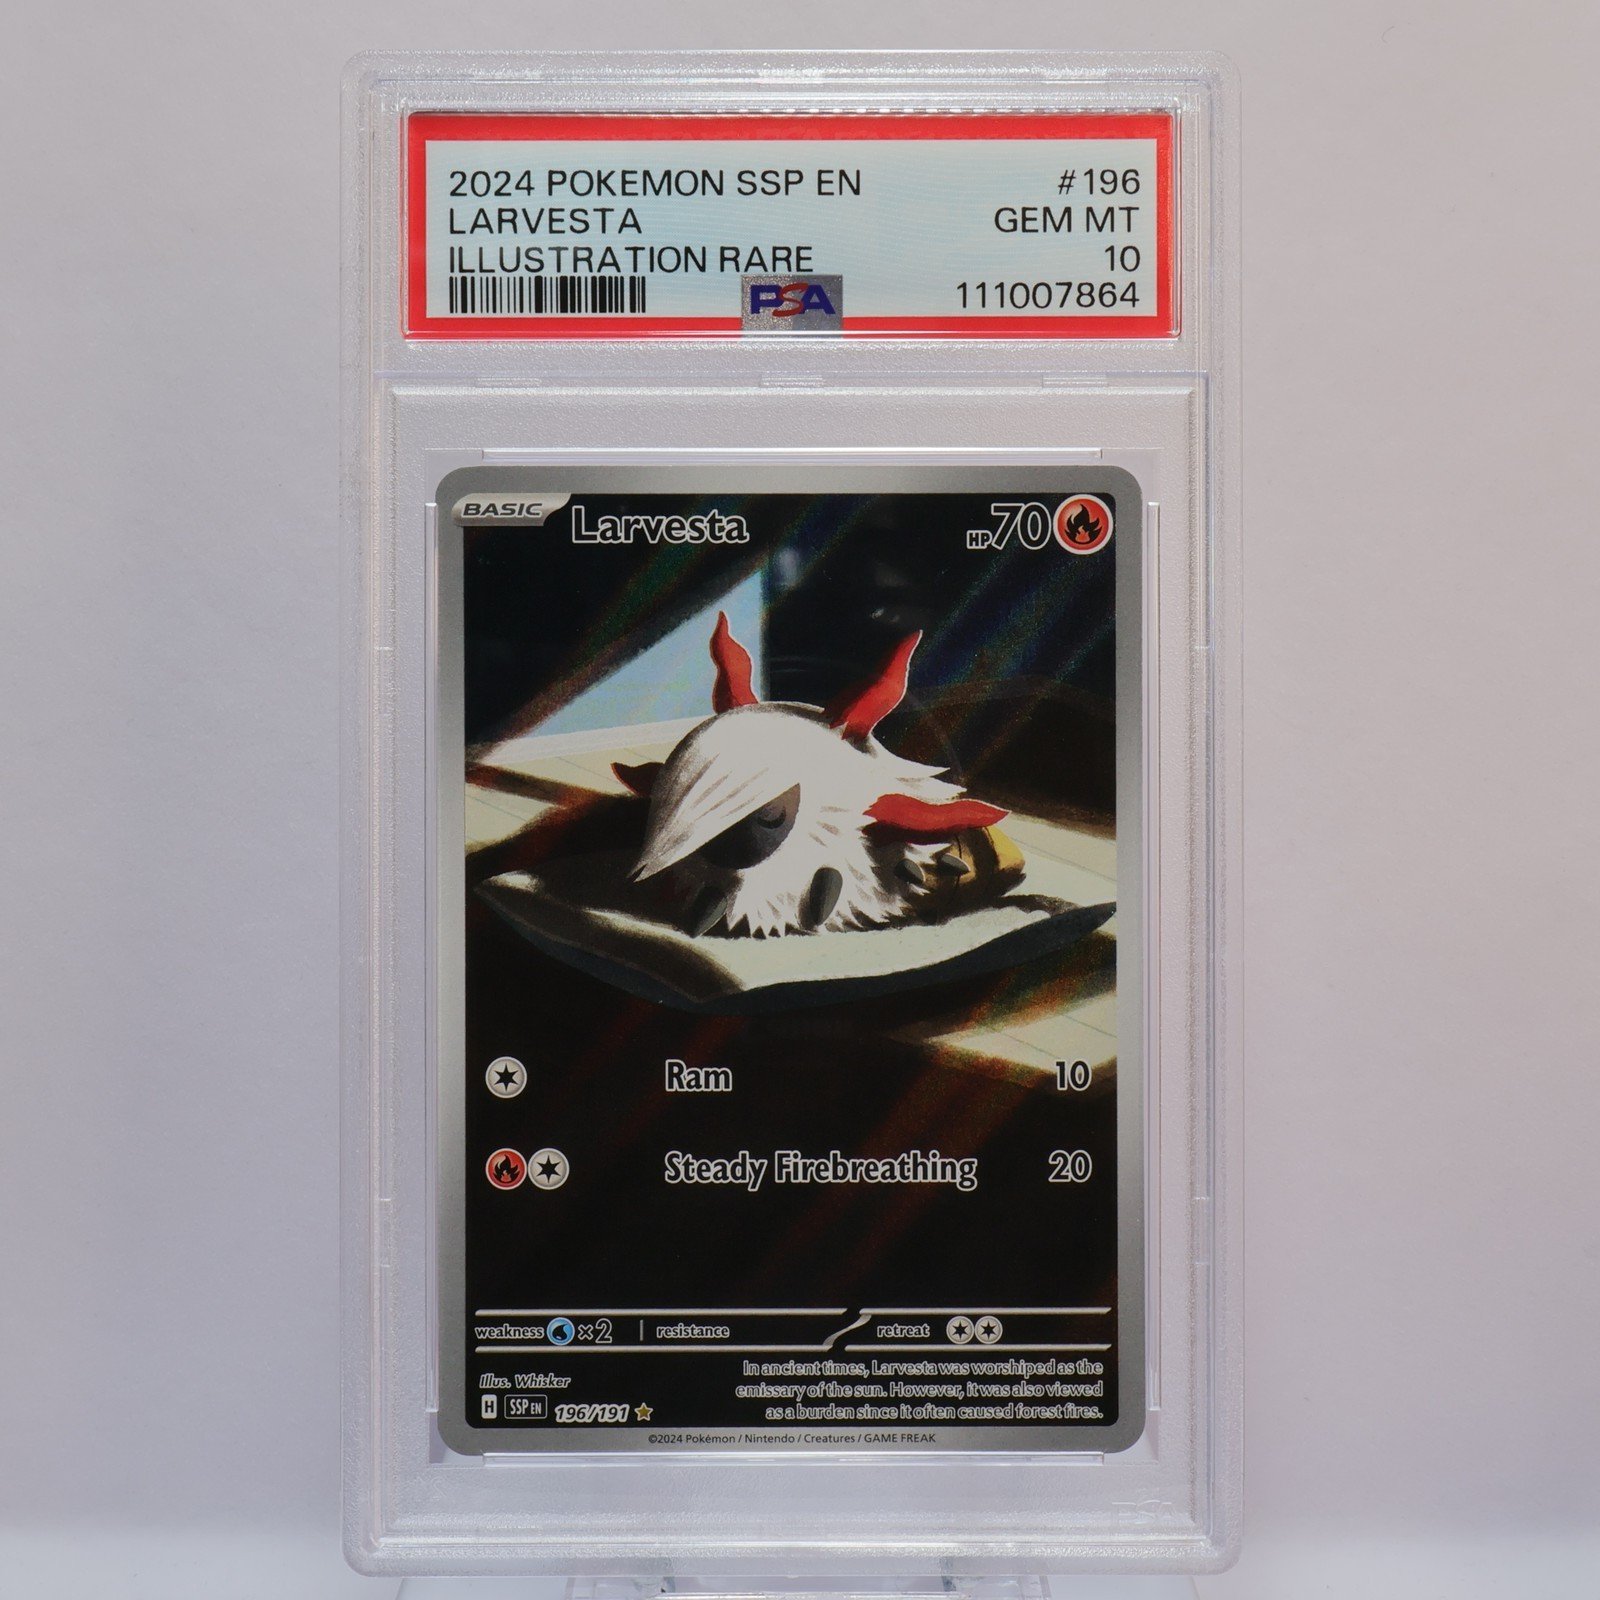 2024 POKEMON SSP EN #196
LARVESTA GEM MT
ILLUSTRATION RARE 10
PSA 111007864
BASIC Larvesta HP 70
Ram 10
Steady Firebreathing 20
weakness ×2 resistance retreat
Illus. Whisker
In ancient times, Larvesta was worshiped as the
emissary of the sun. However, it was also viewed
as a burden since it often caused forest fires.
H SSP EN 196/191
©2024 Pokémon / Nintendo / Creatures / GAME FREAK
PSA